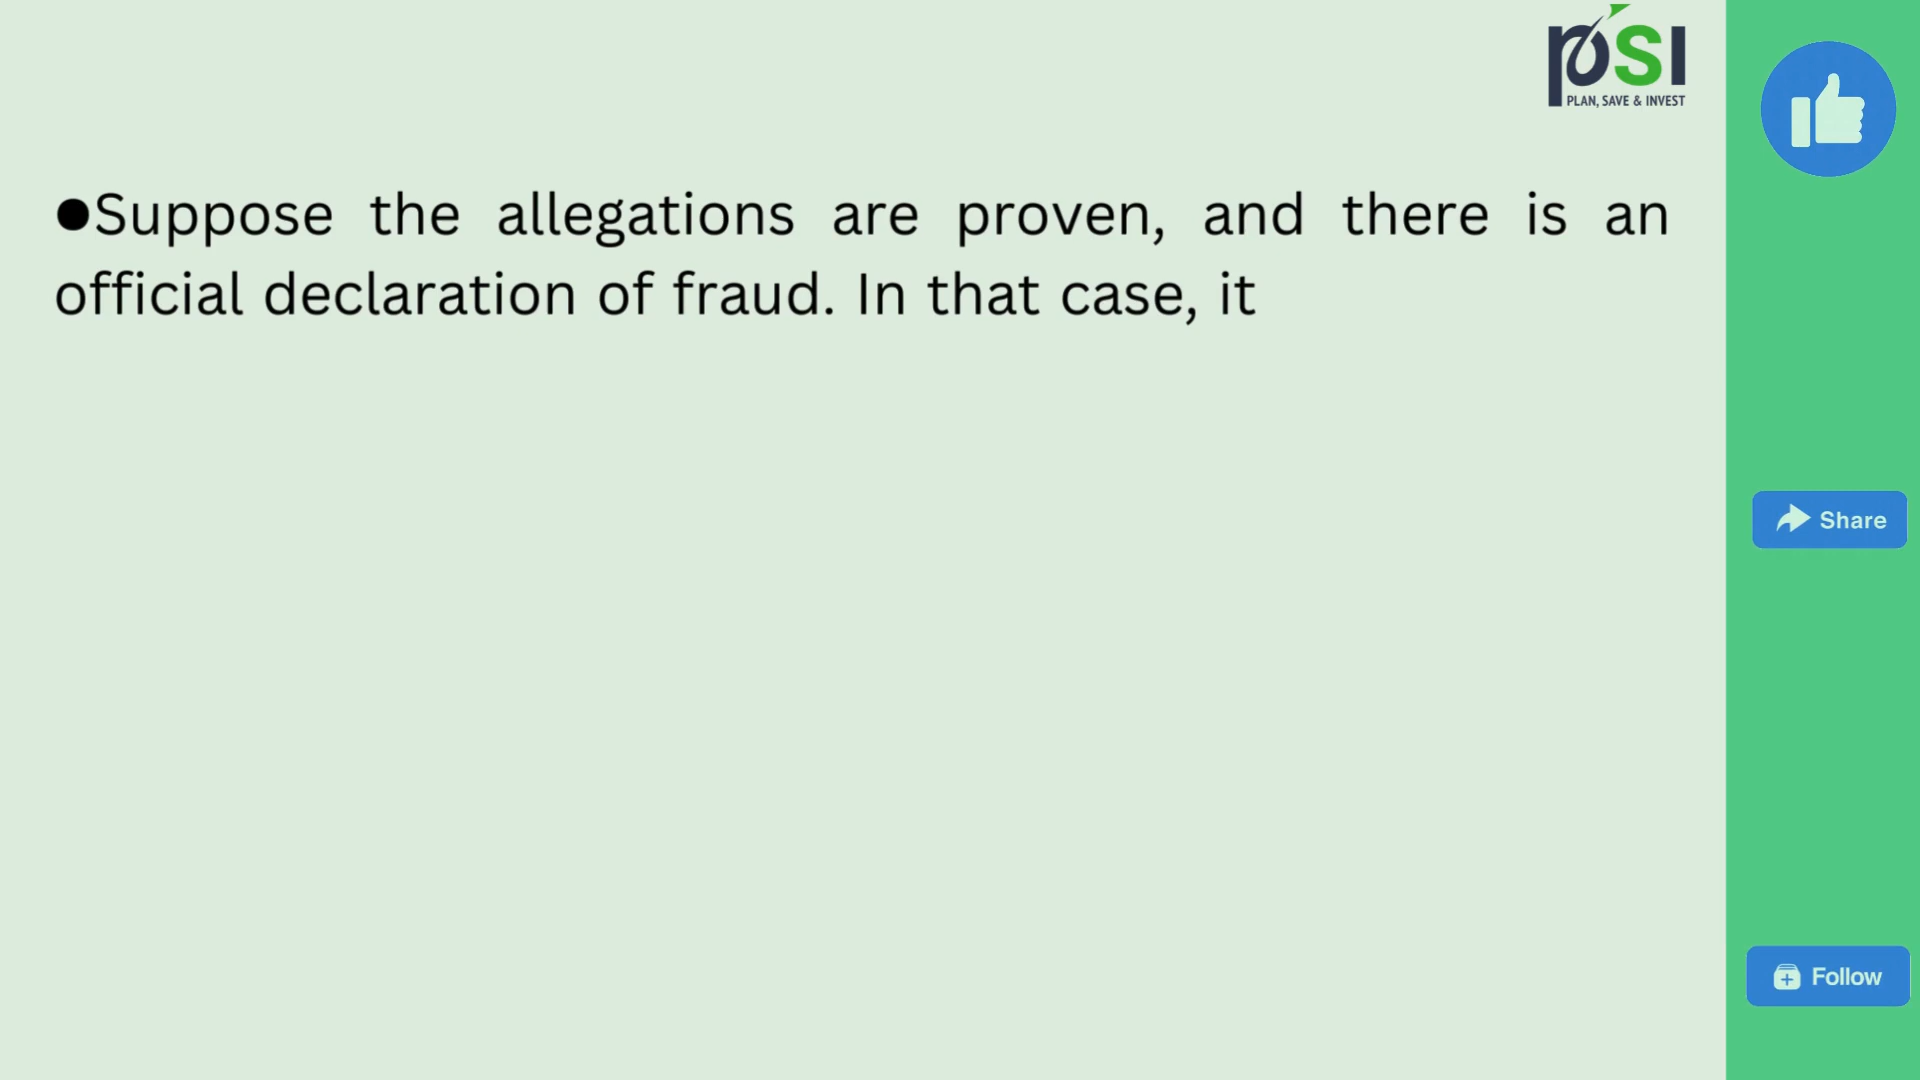 psi
PLAN, SAVE & INVEST
●Suppose the allegations are proven, and there is an
official declaration of fraud. In that case, it
Share
Follow